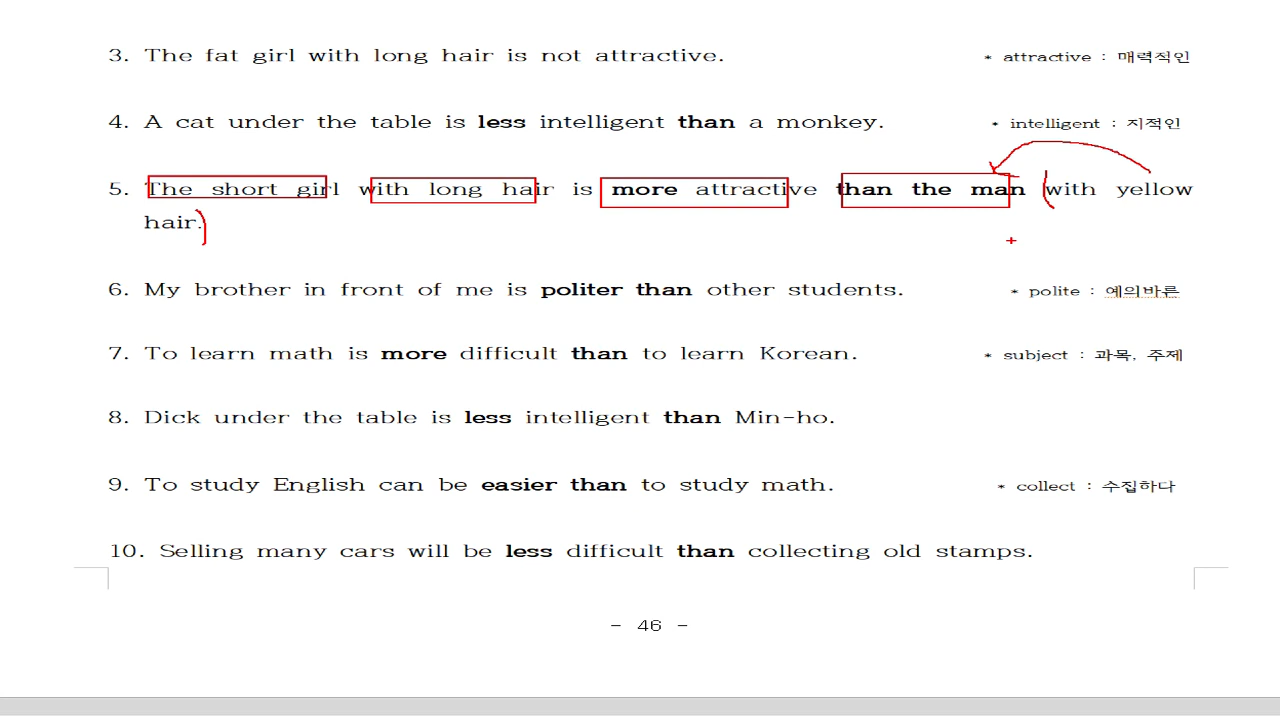 3. The fat girl with long hair is not attractive. * attractive : 매력적인
4. A cat under the table is less intelligent than a monkey. * intelligent : 지적인
5. The short girl with long hair is more attractive than the man with yellow
hair.
6. My brother in front of me is politer than other students. * polite : 예의바른
7. To learn math is more difficult than to learn Korean. * subject : 과목, 주제
8. Dick under the table is less intelligent than Min-ho.
9. To study English can be easier than to study math. * collect : 수집하다
10. Selling many cars will be less difficult than collecting old stamps.
- 46 -